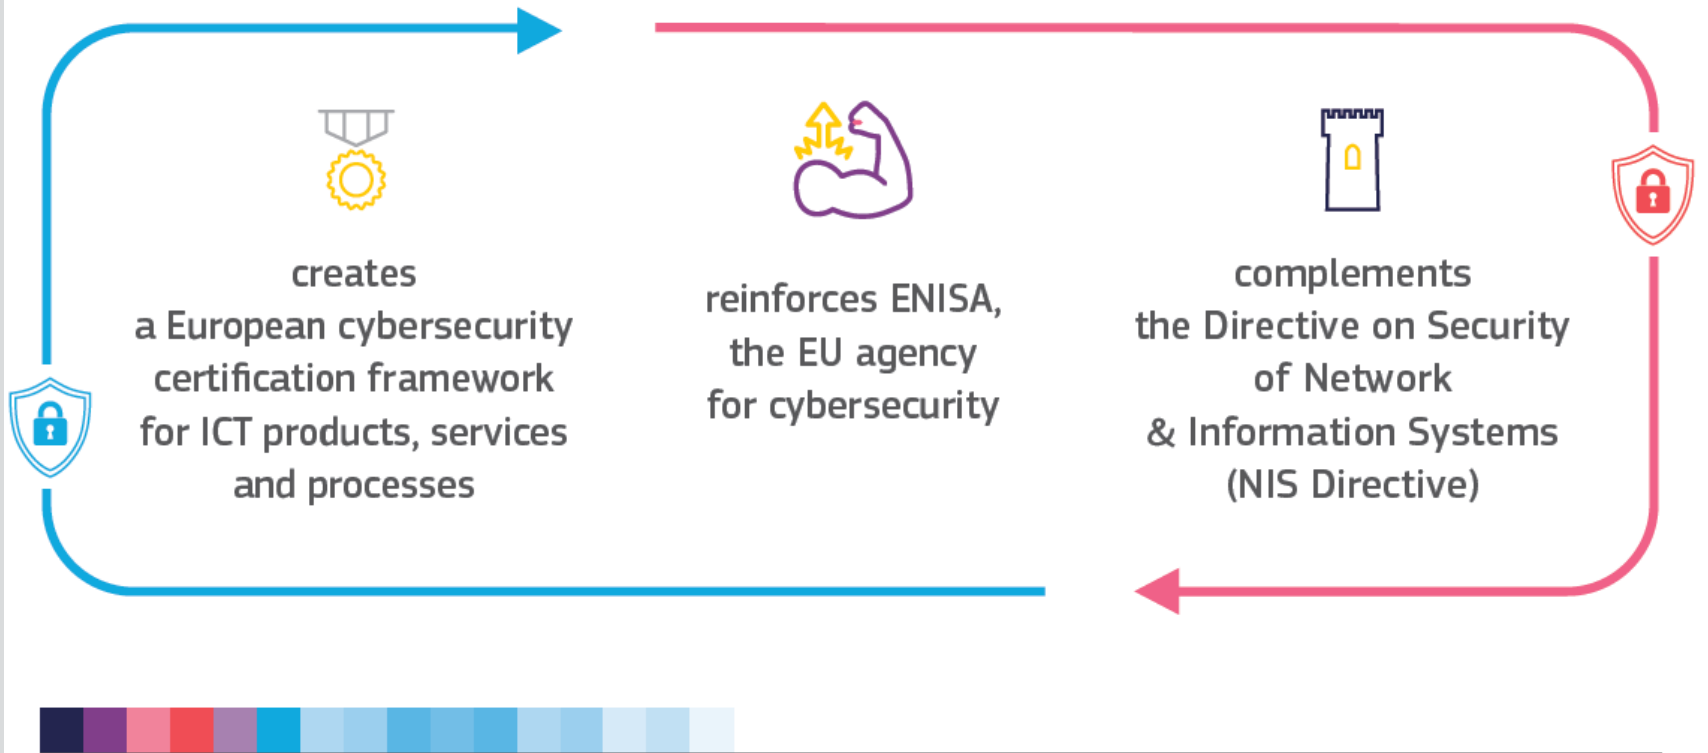 creates
a European cybersecurity
certification framework
for ICT products, services
and processes
reinforces ENISA,
the EU agency
for cybersecurity
complements
the Directive on Security
of Network
& Information Systems
(NIS Directive)